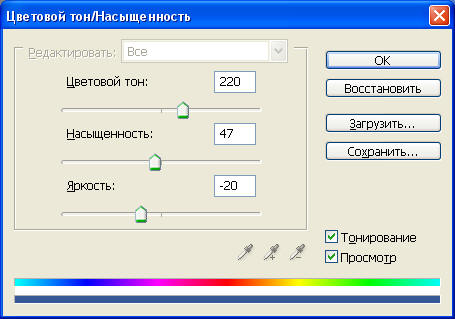 Цветовой тон/Насыщенность
Редактировать: Все
Цветовой тон: 220
Насыщенность: 47
Яркость: -20
OK
Восстановить
Загрузить...
Сохранить...
Тонирование
Просмотр